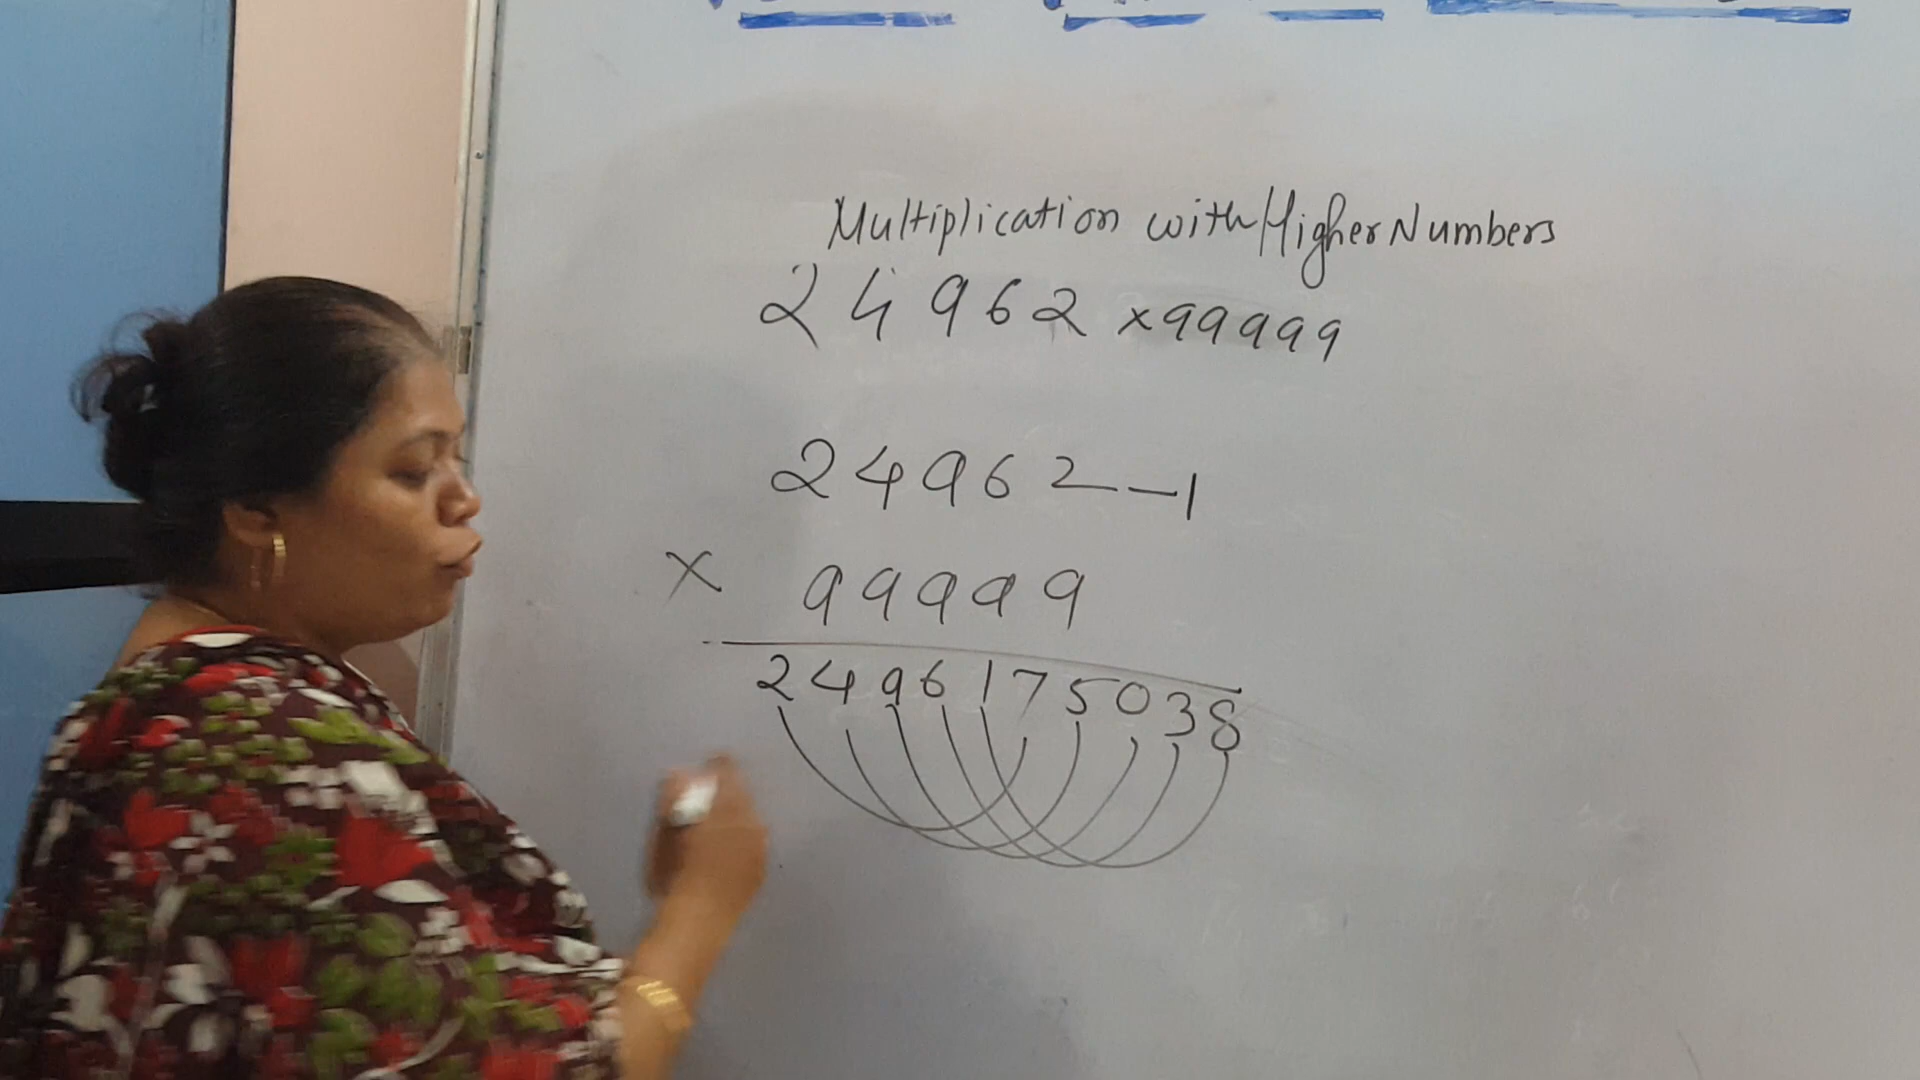 Multiplication with Higher Numbers
24962 x 99999
24962 - 1
x 99999
2496175038